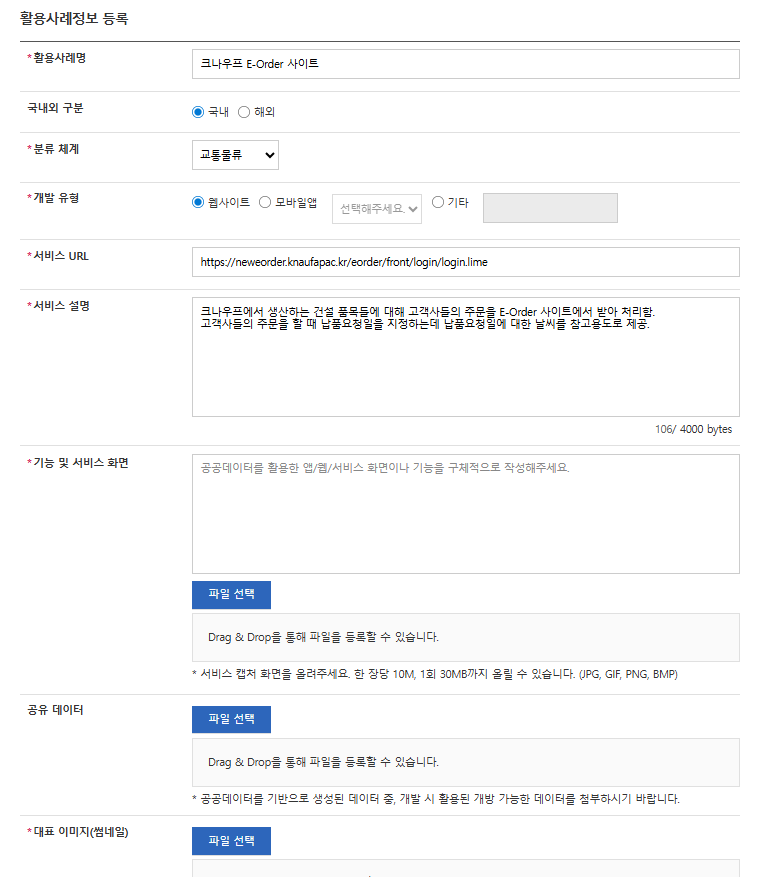 활용사례정보 등록
*활용사례명
크나우프 E-Order 사이트
국내외 구분
국내 해외
*분류 체계
교통물류
*개발 유형
웹사이트 모바일앱 선택해주세요. 기타
*서비스 URL
https://neweorder.knaufapac.kr/eorder/front/login/login.lime
*서비스 설명
크나우프에서 생산하는 건설 품목들에 대해 고객사들의 주문을 E-Order 사이트에서 받아 처리함.
고객사들의 주문을 할 때 납품요청일을 지정하는데 납품요청일에 대한 날씨를 참고용도로 제공.
106/ 4000 bytes
*기능 및 서비스 화면
공공데이터를 활용한 앱/웹/서비스 화면이나 기능을 구체적으로 작성해주세요.
파일 선택
Drag & Drop을 통해 파일을 등록할 수 있습니다.
* 서비스 캡처 화면을 올려주세요. 한 장당 10M, 1회 30MB까지 올릴 수 있습니다. (JPG, GIF, PNG, BMP)
공유 데이터
파일 선택
Drag & Drop을 통해 파일을 등록할 수 있습니다.
* 공공데이터를 기반으로 생성된 데이터 중, 개발 시 활용된 개방 가능한 데이터를 첨부하시기 바랍니다.
*대표 이미지(썸네일)
파일 선택